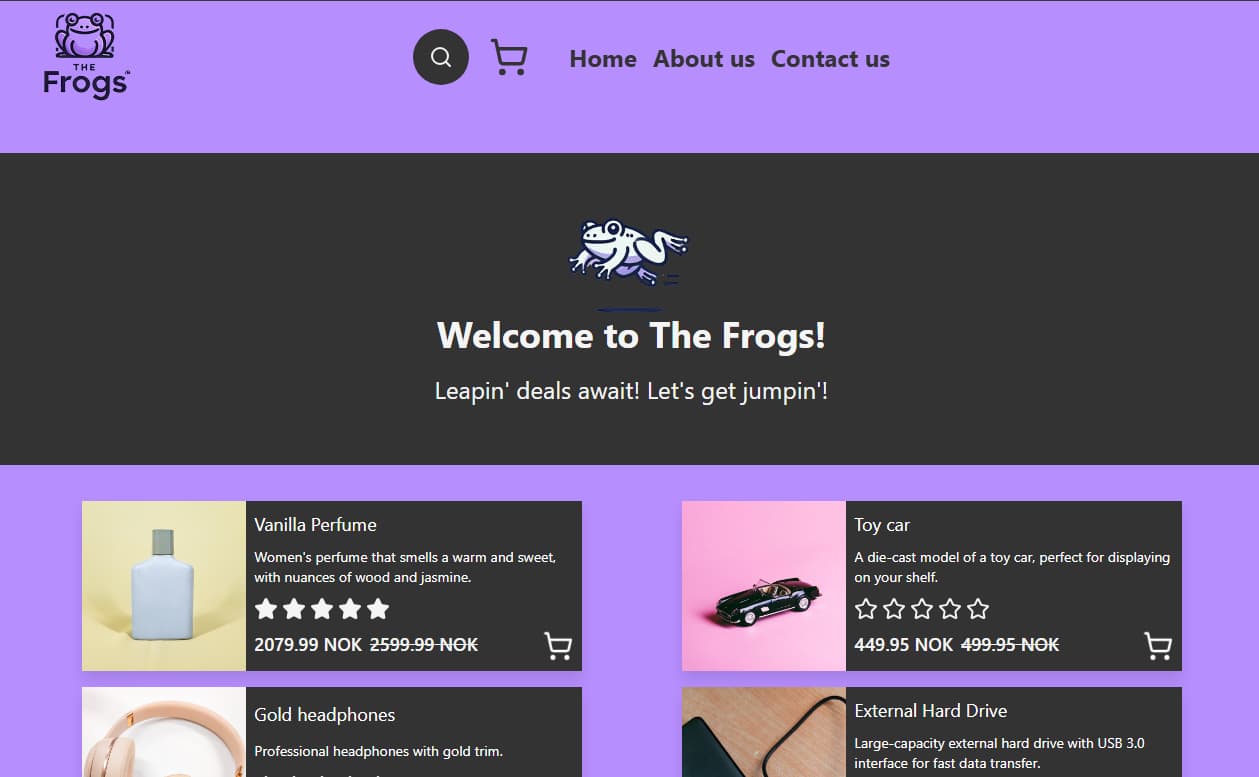 THE
Frogs™
Home About us Contact us
Welcome to The Frogs!
Leapin' deals await! Let's get jumpin'!
Vanilla Perfume
Women's perfume that smells a warm and sweet,
with nuances of wood and jasmine.
2079.99 NOK 2599.99 NOK
Toy car
A die-cast model of a toy car, perfect for displaying
on your shelf.
449.95 NOK 499.95 NOK
Gold headphones
Professional headphones with gold trim.
External Hard Drive
Large-capacity external hard drive with USB 3.0
interface for fast data transfer.